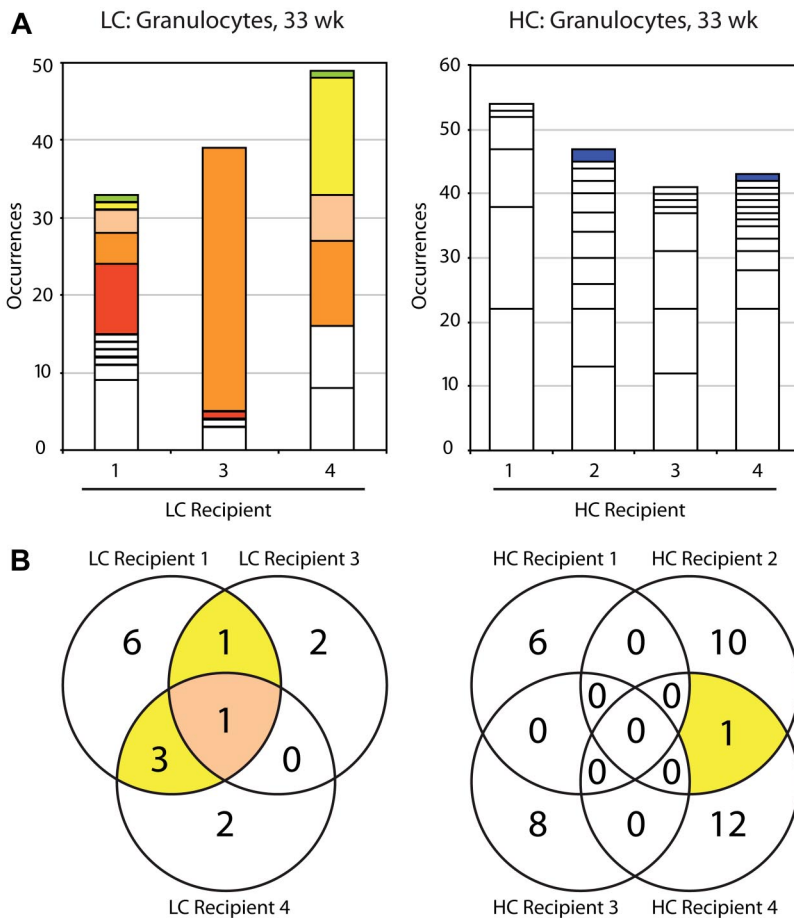 A
LC: Granulocytes, 33 wk
HC: Granulocytes, 33 wk
50
40
30
20
10
0
Occurrences
1 3 4
LC Recipient
60
50
40
30
20
10
0
Occurrences
1 2 3 4
HC Recipient
B
LC Recipient 1 LC Recipient 3
6 1 2
1
3 0
2
LC Recipient 4
HC Recipient 1 HC Recipient 2
6 0 10
0 0
0 0 1
0 0
8 0 12
HC Recipient 3 HC Recipient 4